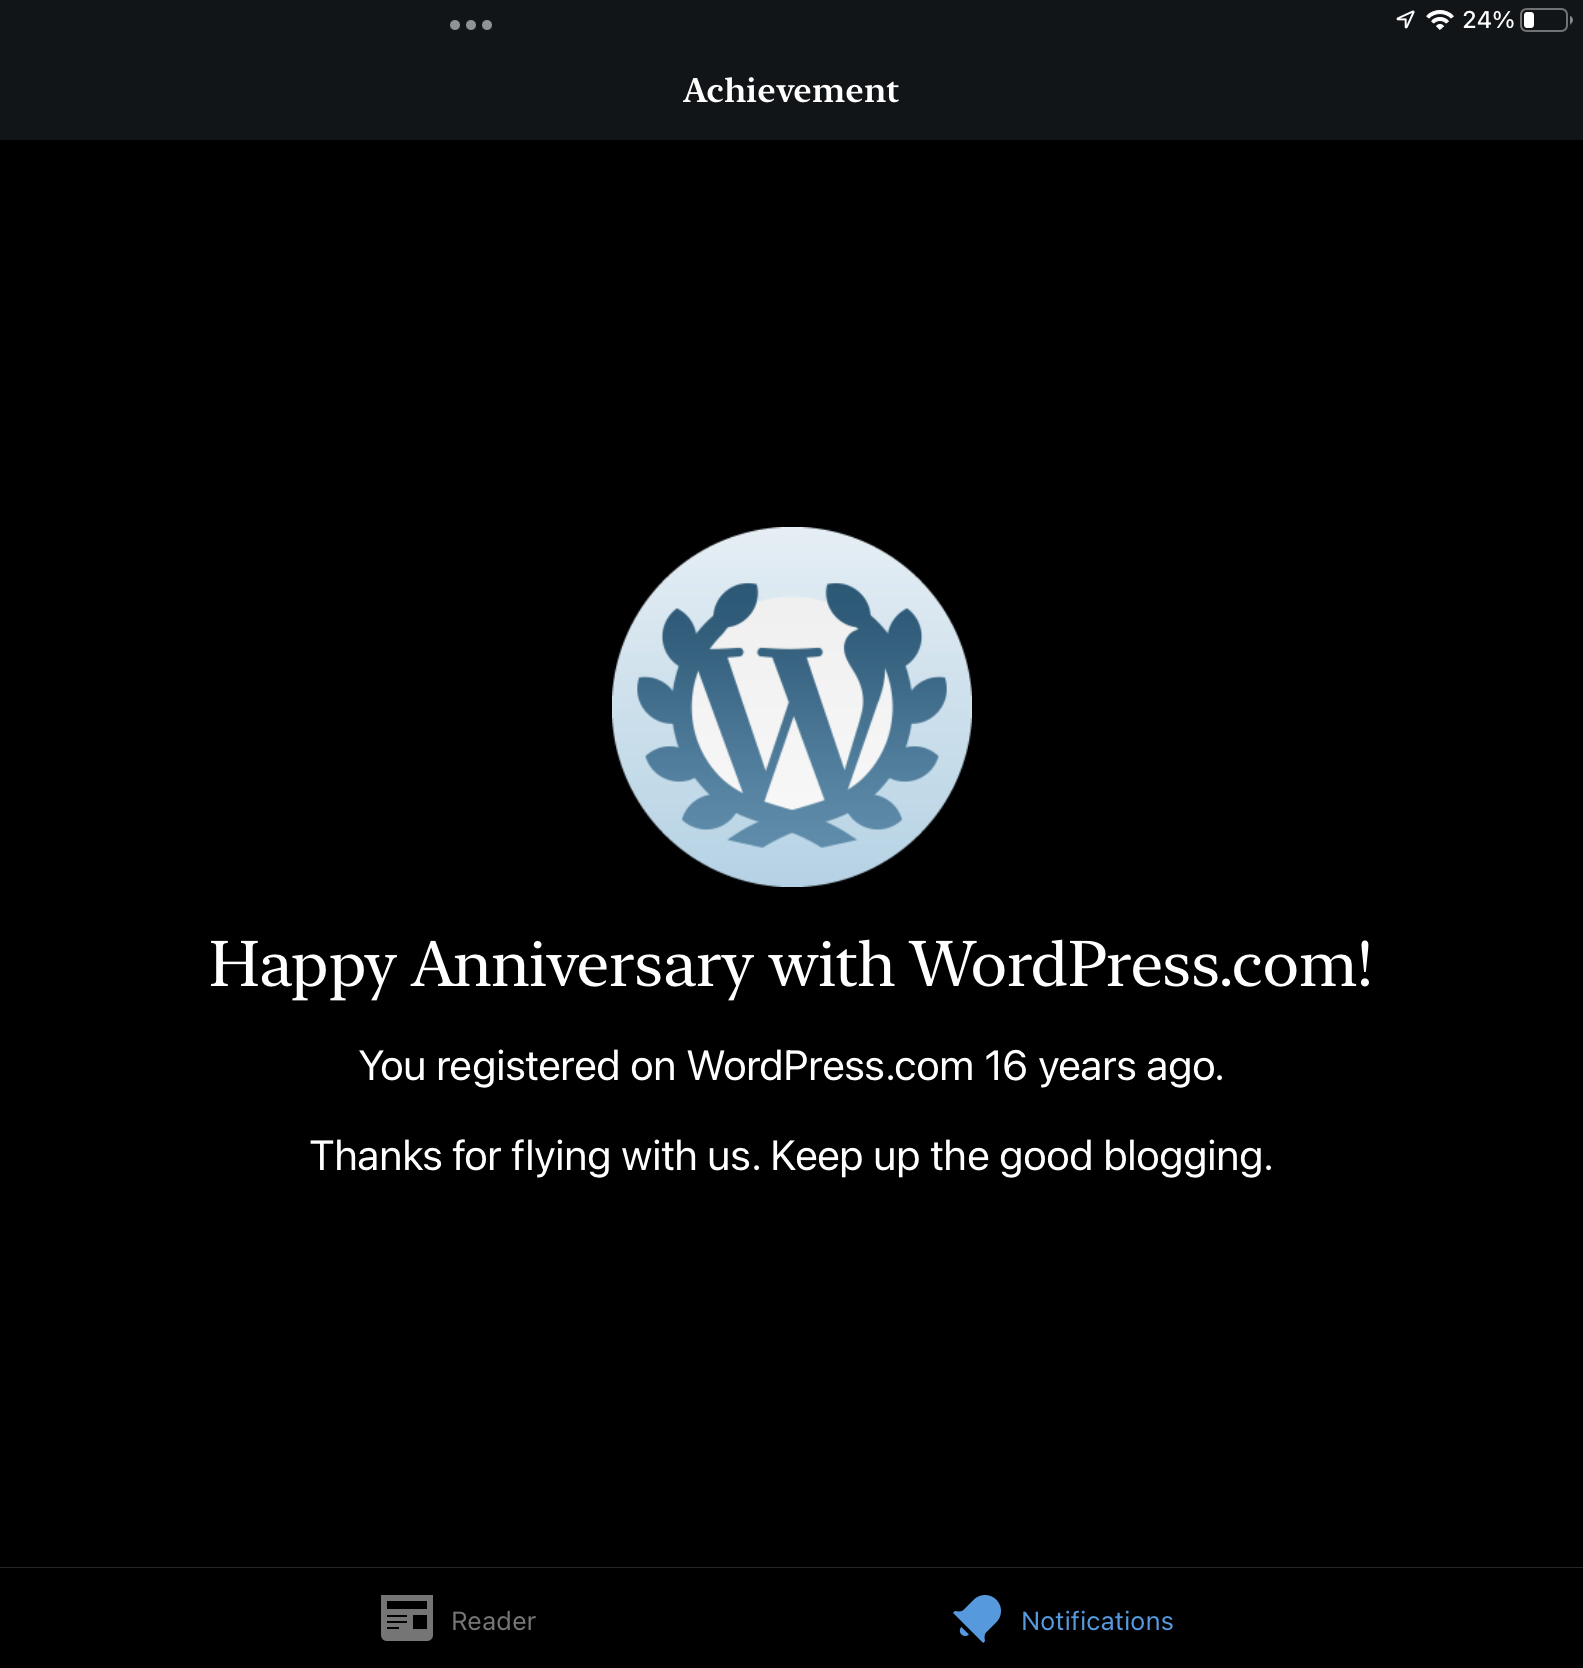 24%
Achievement
W
Happy Anniversary with WordPress.com!
You registered on WordPress.com 16 years ago.
Thanks for flying with us. Keep up the good blogging.
Reader
Notifications